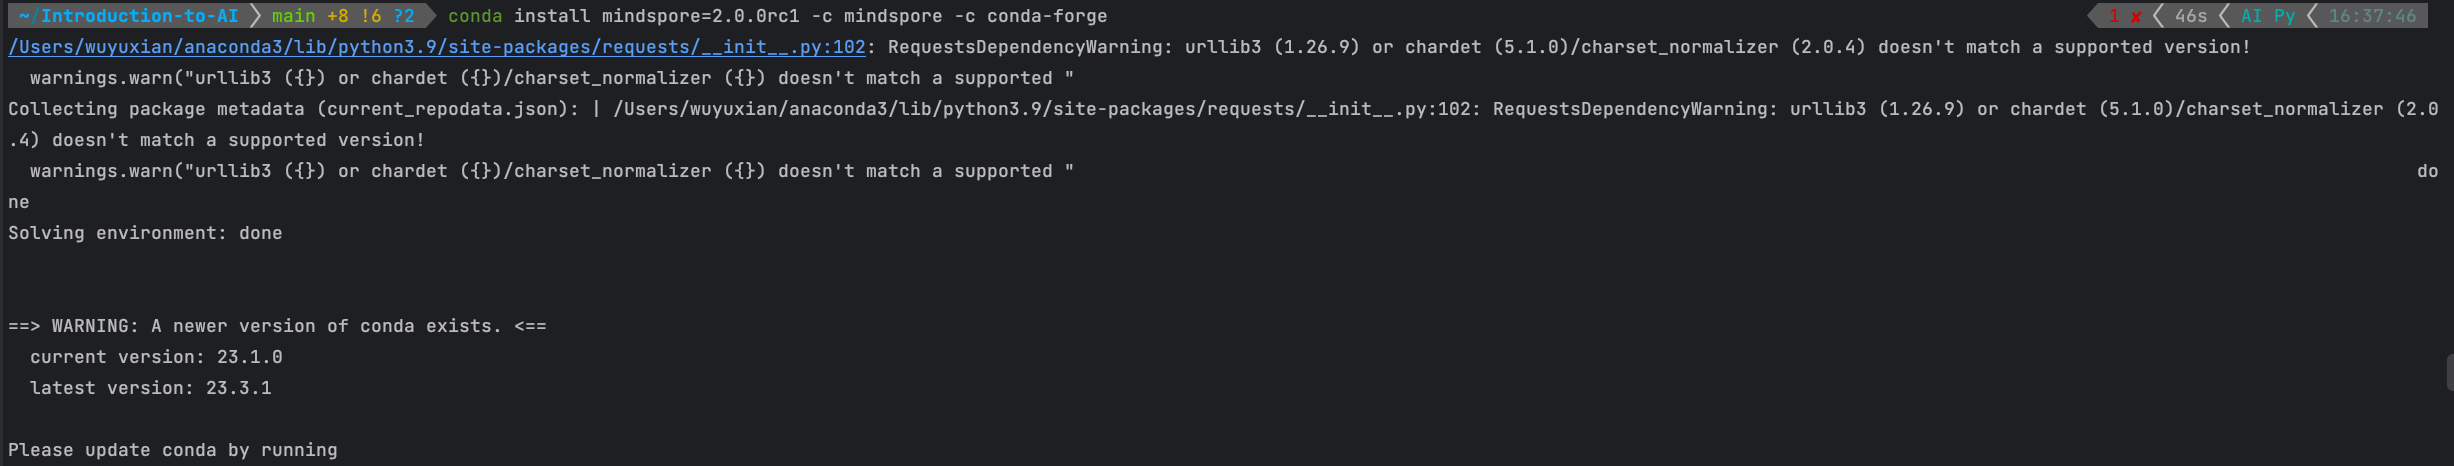 ~/Introduction-to-AI main +8 !6 ?2 conda install mindspore=2.0.0rc1 -c mindspore -c conda-forge 1 ✘ 46s AI Py 16:37:46
/Users/wuyuxian/anaconda3/lib/python3.9/site-packages/requests/__init__.py:102: RequestsDependencyWarning: urllib3 (1.26.9) or chardet (5.1.0)/charset_normalizer (2.0.4) doesn't match a supported version!
  warnings.warn("urllib3 ({}) or chardet ({})/charset_normalizer ({}) doesn't match a supported "
Collecting package metadata (current_repodata.json): | /Users/wuyuxian/anaconda3/lib/python3.9/site-packages/requests/__init__.py:102: RequestsDependencyWarning: urllib3 (1.26.9) or chardet (5.1.0)/charset_normalizer (2.0
.4) doesn't match a supported version!
  warnings.warn("urllib3 ({}) or chardet ({})/charset_normalizer ({}) doesn't match a supported " do
ne
Solving environment: done
==> WARNING: A newer version of conda exists. <==
  current version: 23.1.0
  latest version: 23.3.1
Please update conda by running